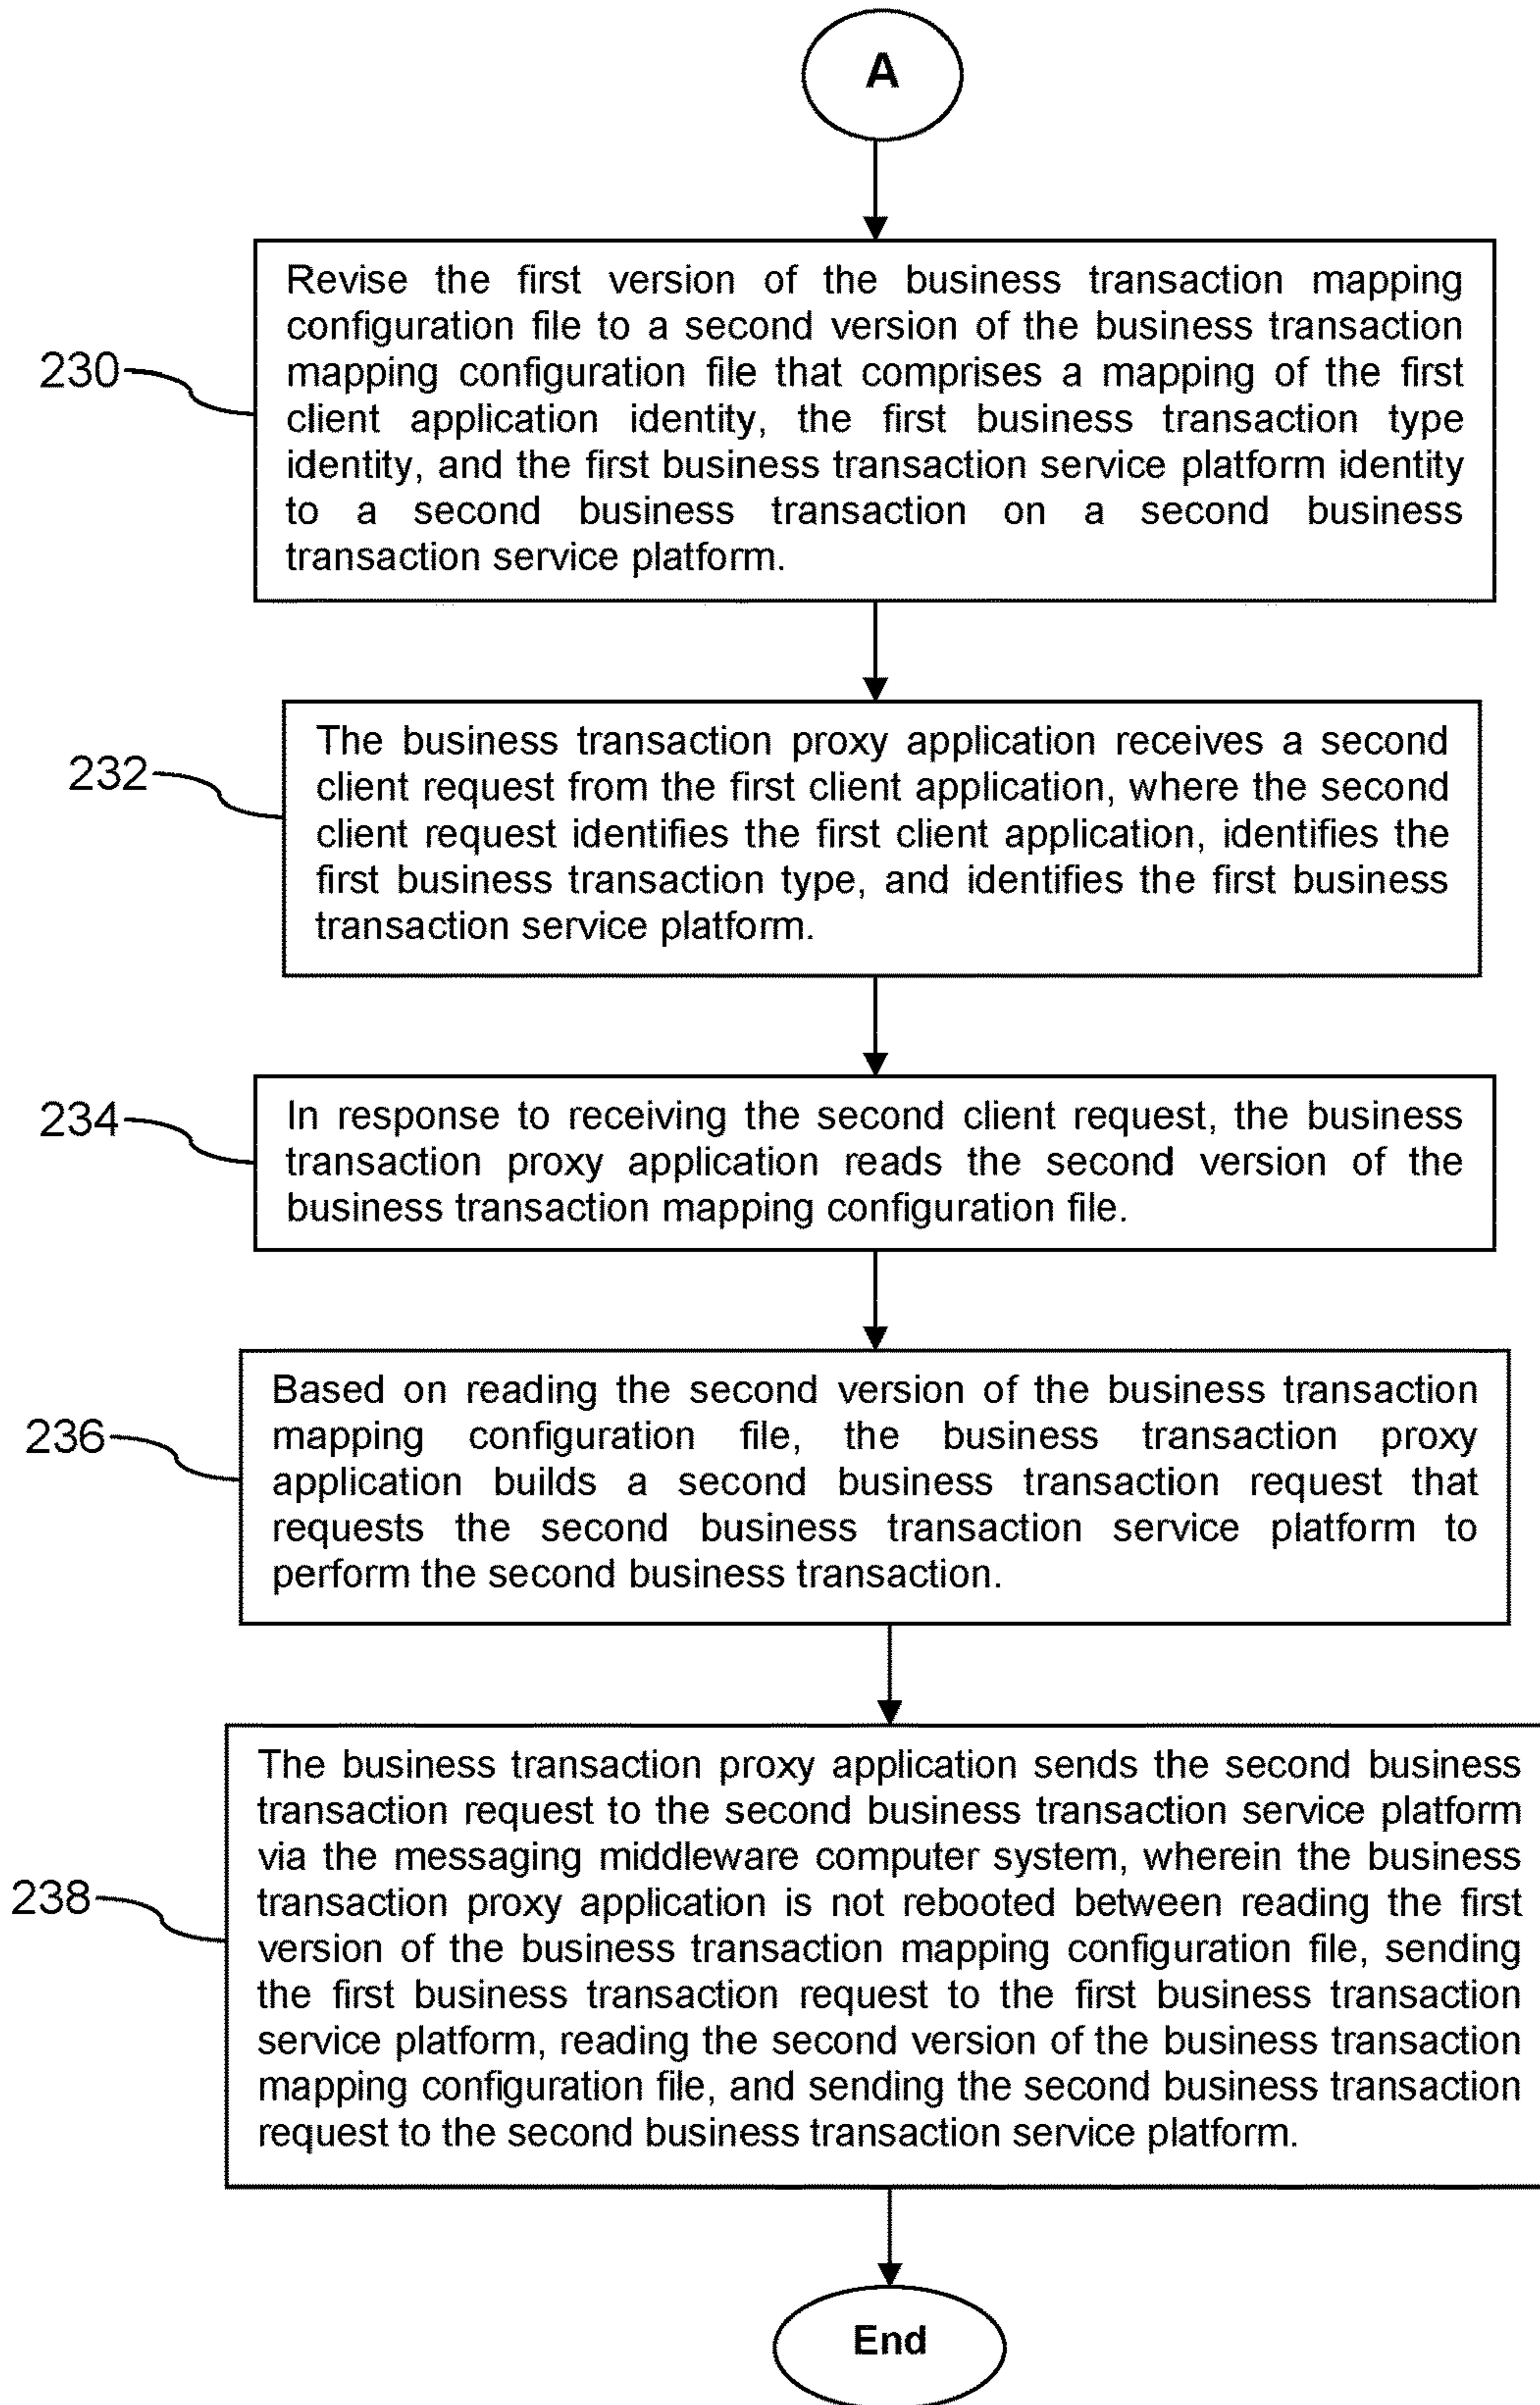 A
Revise the first version of the business transaction mapping
configuration file to a second version of the business transaction
mapping configuration file that comprises a mapping of the first
client application identity, the first business transaction type
identity, and the first business transaction service platform identity
to a second business transaction on a second business
transaction service platform.
230
The business transaction proxy application receives a second
client request from the first client application, where the second
client request identifies the first client application, identifies the
first business transaction type, and identifies the first business
transaction service platform.
232
In response to receiving the second client request, the business
transaction proxy application reads the second version of the
business transaction mapping configuration file.
234
Based on reading the second version of the business transaction
mapping configuration file, the business transaction proxy
application builds a second business transaction request that
requests the second business transaction service platform to
perform the second business transaction.
236
The business transaction proxy application sends the second business
transaction request to the second business transaction service platform
via the messaging middleware computer system, wherein the business
transaction proxy application is not rebooted between reading the first
version of the business transaction mapping configuration file, sending
the first business transaction request to the first business transaction
service platform, reading the second version of the business transaction
mapping configuration file, and sending the second business transaction
request to the second business transaction service platform.
238
End